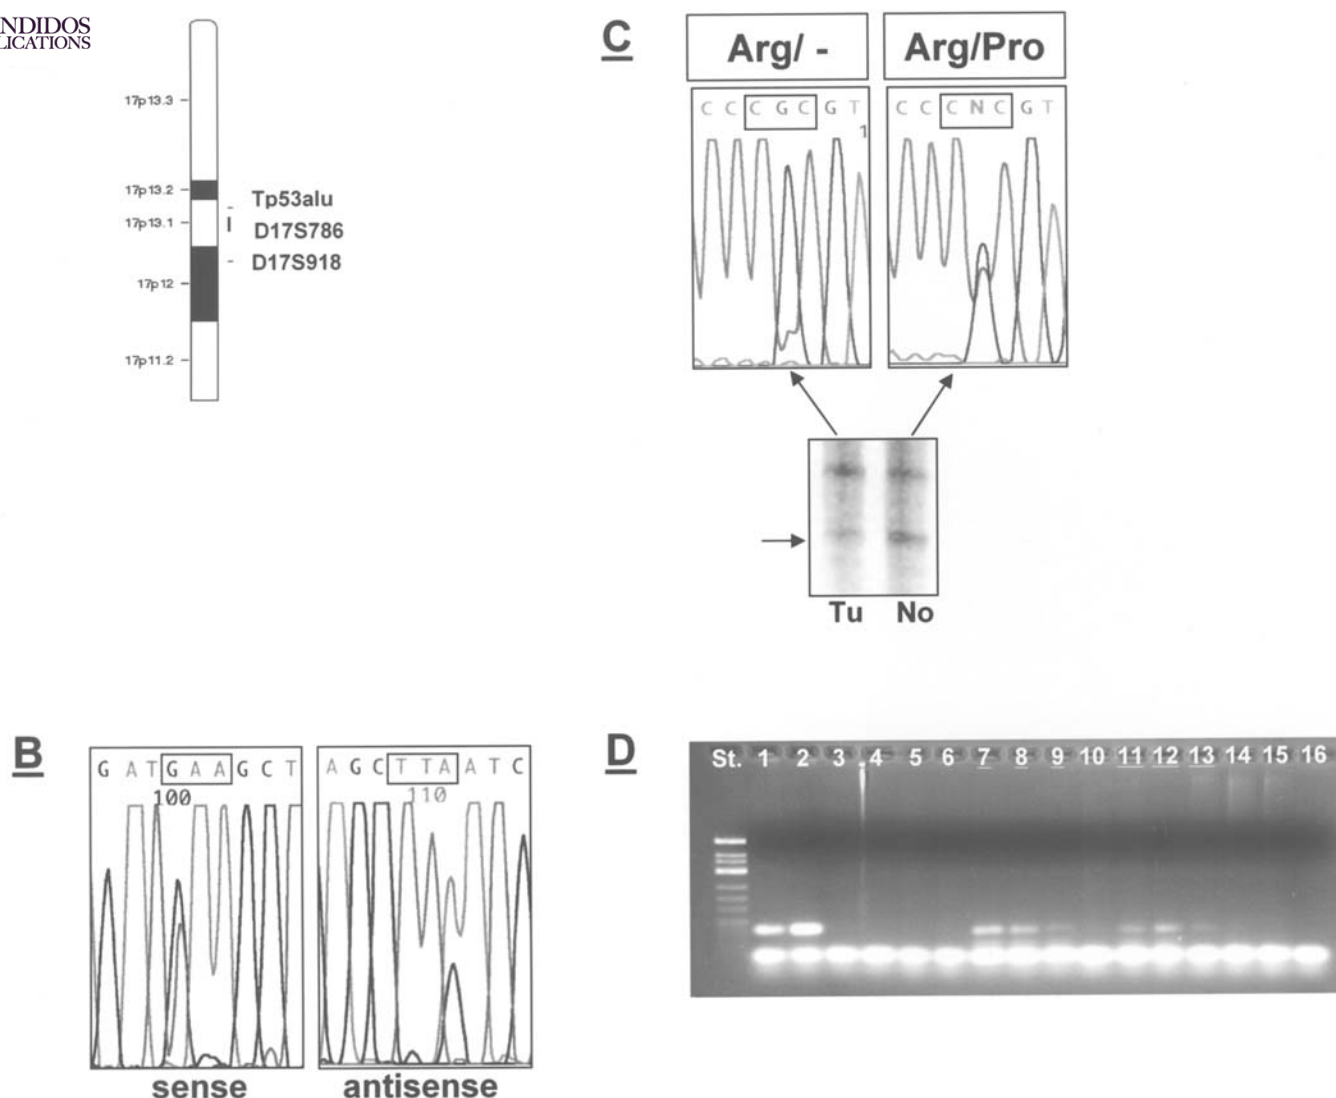 NDIDOS
LICATIONS
17p13.3
17p13.2
17p13.1
17p12
17p11.2
Tp53alu
D17S786
D17S918
C
Arg/ -
Arg/Pro
C C C G C G T
1
C C C N C G T
Tu
No
B
G A T G A A G C T
100
A G C T T A A T C
110
sense
antisense
D
St. 1 2 3 4 5 6 7 8 9 10 11 12 13 14 15 16